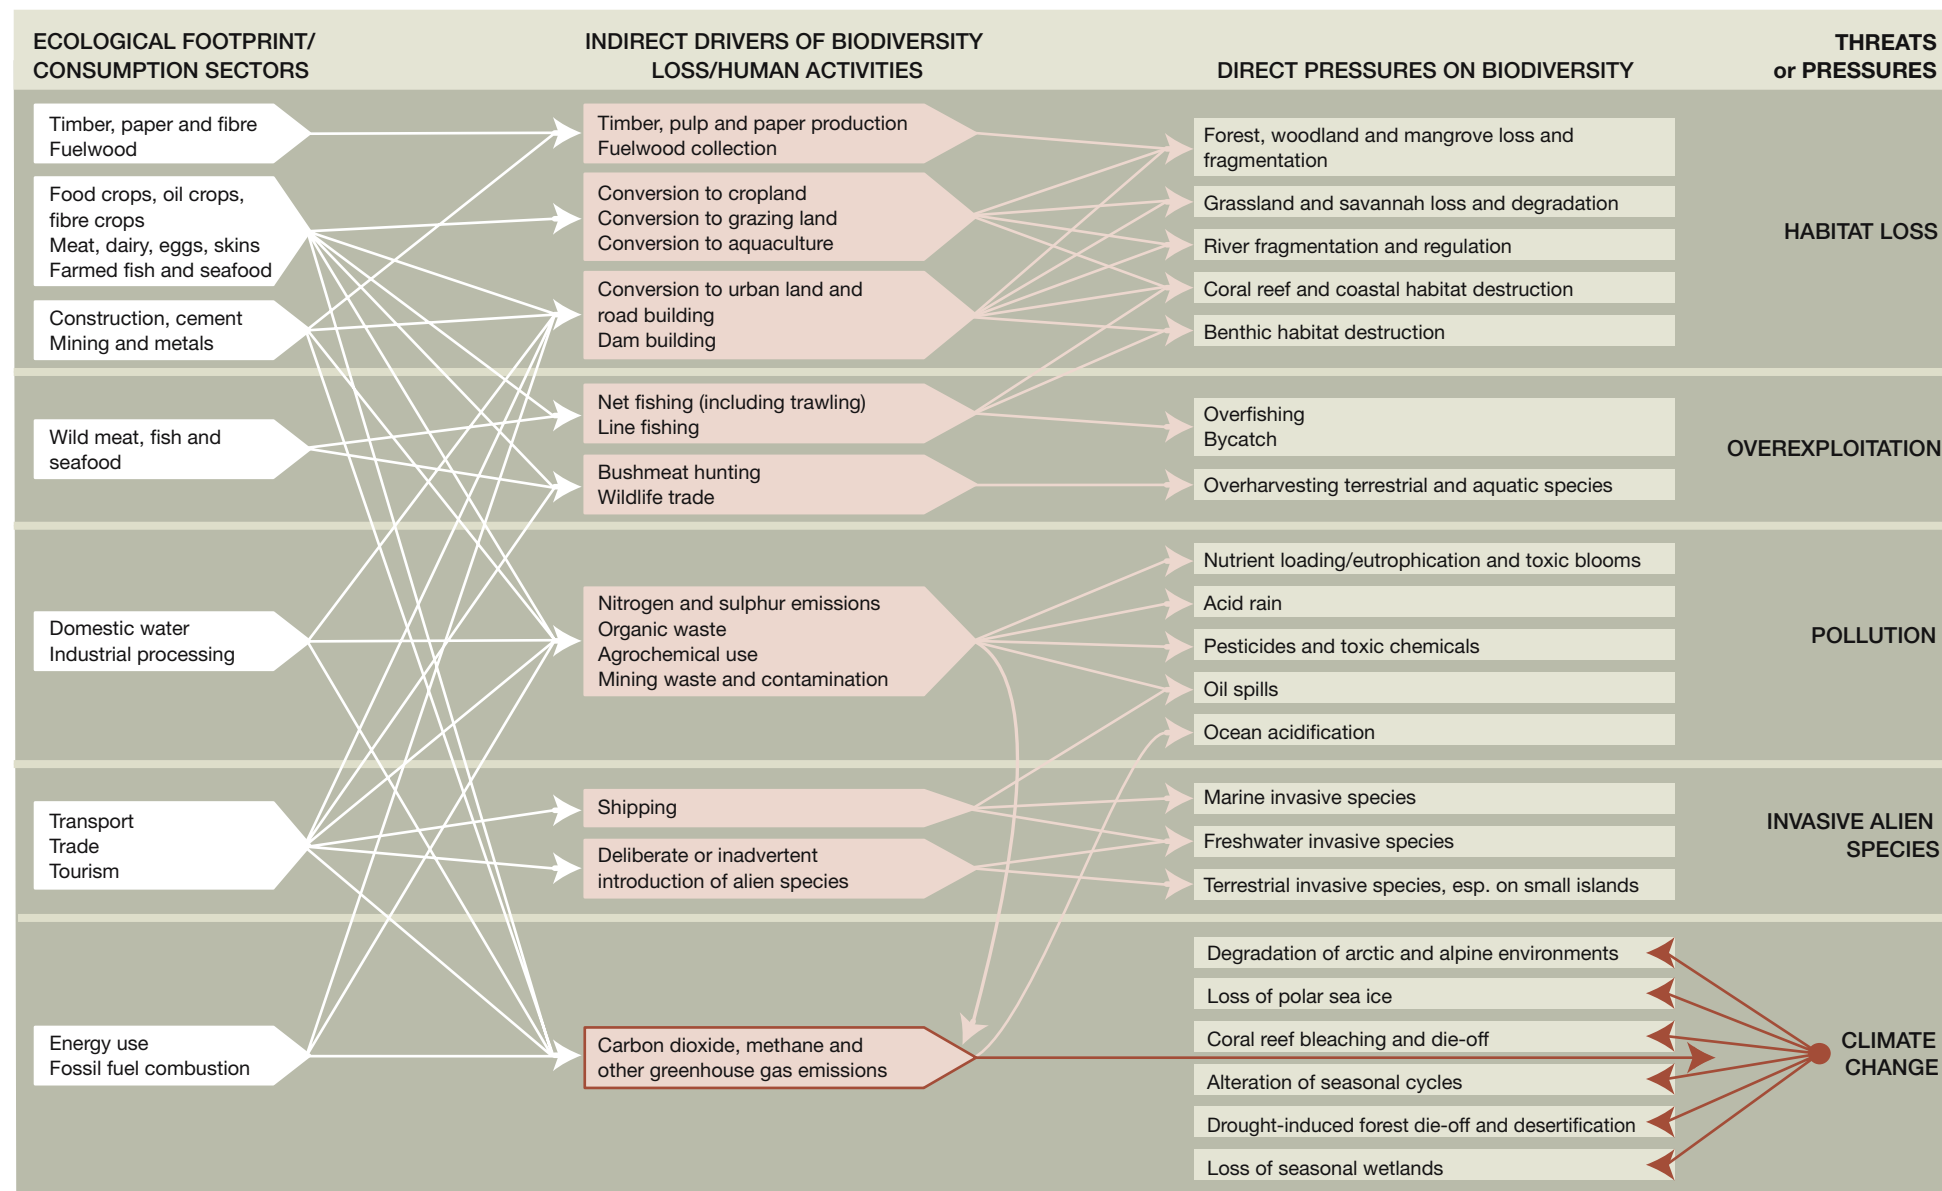 ECOLOGICAL FOOTPRINT/
CONSUMPTION SECTORS
INDIRECT DRIVERS OF BIODIVERSITY
LOSS/HUMAN ACTIVITIES
DIRECT PRESSURES ON BIODIVERSITY
THREATS
or PRESSURES
Timber, paper and fibre
Fuelwood
Food crops, oil crops,
fibre crops
Meat, dairy, eggs, skins
Farmed fish and seafood
Construction, cement
Mining and metals
Timber, pulp and paper production
Fuelwood collection
Conversion to cropland
Conversion to grazing land
Conversion to aquaculture
Conversion to urban land and
road building
Dam building
Forest, woodland and mangrove loss and
fragmentation
Grassland and savannah loss and degradation
River fragmentation and regulation
Coral reef and coastal habitat destruction
Benthic habitat destruction
HABITAT LOSS
Wild meat, fish and
seafood
Net fishing (including trawling)
Line fishing
Bushmeat hunting
Wildlife trade
Overfishing
Bycatch
Overharvesting terrestrial and aquatic species
OVEREXPLOITATION
Domestic water
Industrial processing
Nitrogen and sulphur emissions
Organic waste
Agrochemical use
Mining waste and contamination
Nutrient loading/eutrophication and toxic blooms
Acid rain
Pesticides and toxic chemicals
Oil spills
Ocean acidification
POLLUTION
Transport
Trade
Tourism
Shipping
Deliberate or inadvertent
introduction of alien species
Marine invasive species
Freshwater invasive species
Terrestrial invasive species, esp. on small islands
INVASIVE ALIEN
SPECIES
Energy use
Fossil fuel combustion
Carbon dioxide, methane and
other greenhouse gas emissions
Degradation of arctic and alpine environments
Loss of polar sea ice
Coral reef bleaching and die-off
Alteration of seasonal cycles
Drought-induced forest die-off and desertification
Loss of seasonal wetlands
CLIMATE
CHANGE